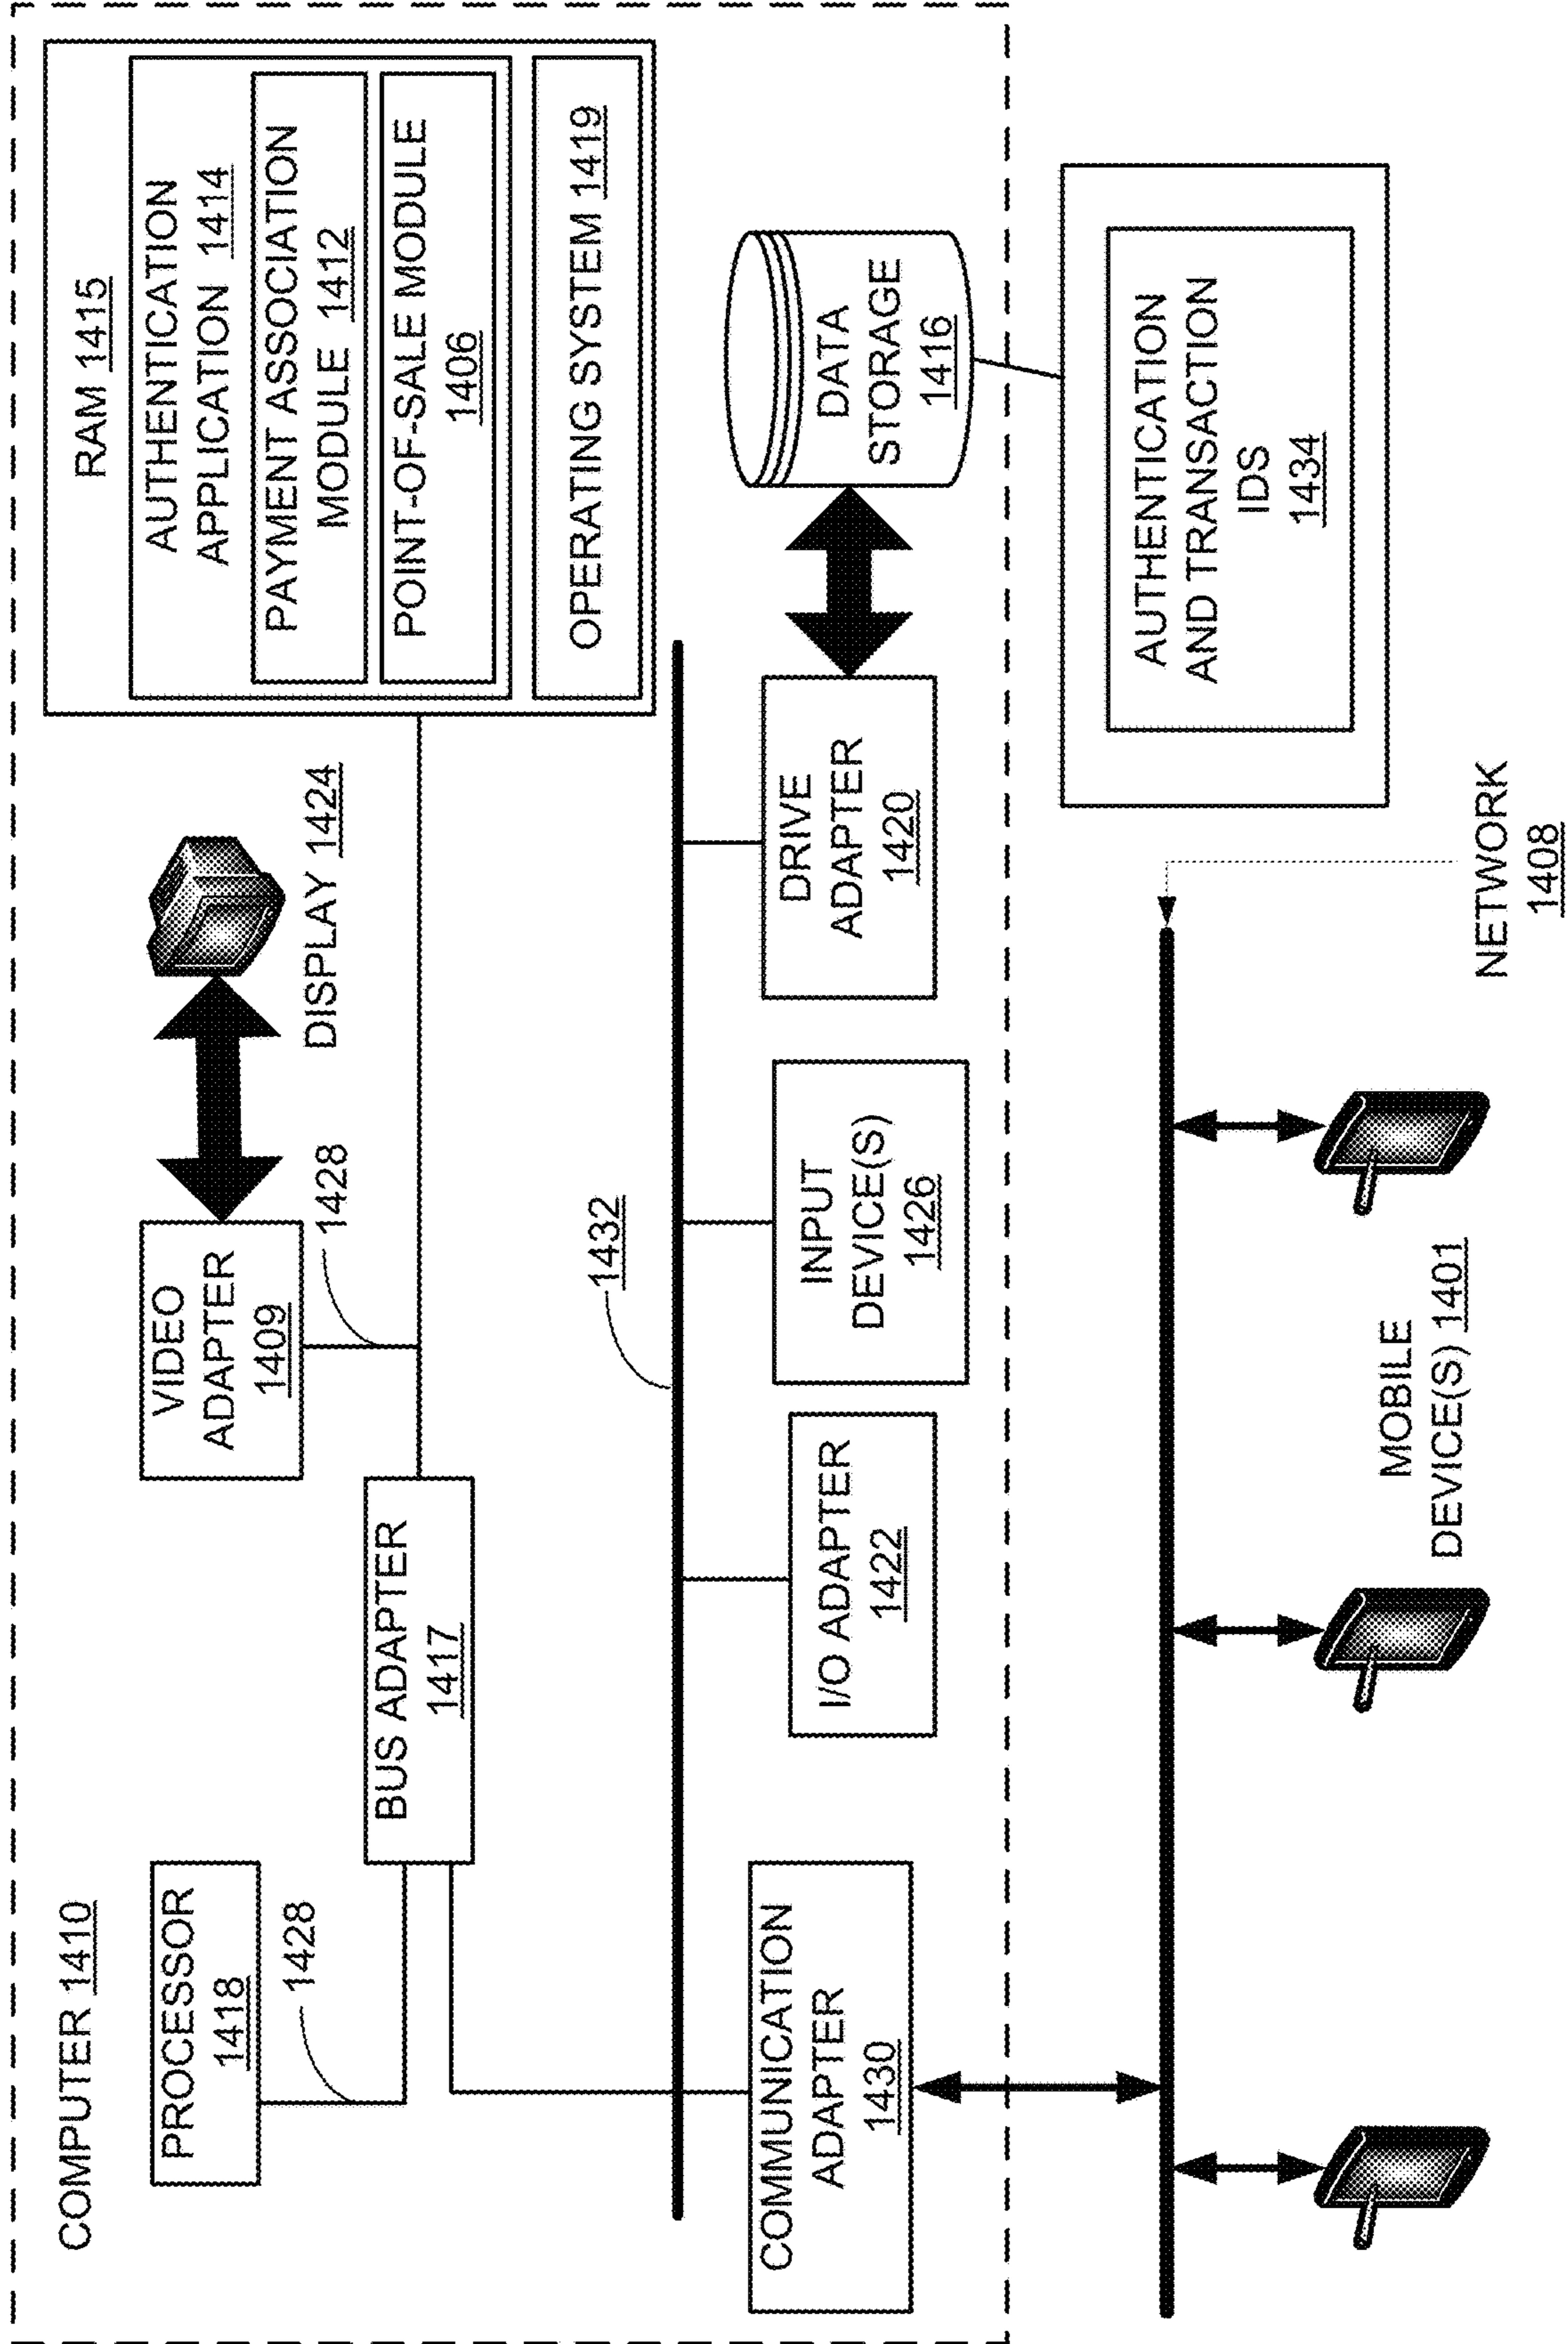 COMPUTER 1410
PROCESSOR
1418
1428
BUS ADAPTER
1417
VIDEO
ADAPTER
1409
1428
DISPLAY 1424
RAM 1415
AUTHENTICATION
APPLICATION 1414
PAYMENT ASSOCIATION
MODULE 1412
POINT-OF-SALE MODULE
1406
OPERATING SYSTEM 1419
1432
COMMUNICATION
ADAPTER
1430
I/O ADAPTER
1422
INPUT
DEVICE(S)
1426
DRIVE
ADAPTER
1420
DATA
STORAGE
1416
AUTHENTICATION
AND TRANSACTION
IDS
1434
MOBILE
DEVICE(S) 1401
NETWORK
1408